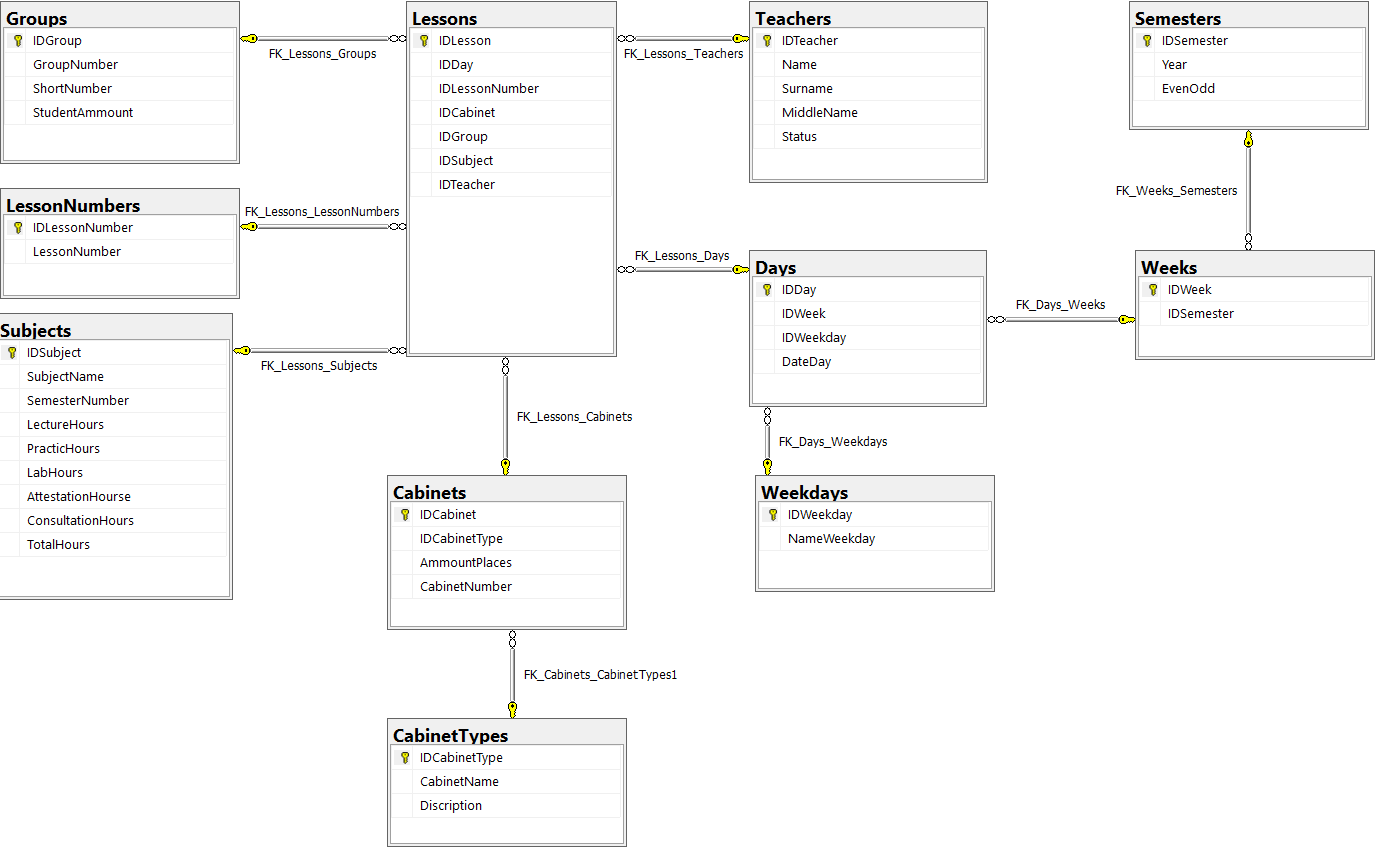 Groups
IDGroup
GroupNumber
ShortNumber
StudentAmmount
FK_Lessons_Groups
Lessons
IDLesson
IDDay
IDLessonNumber
IDCabinet
IDGroup
IDSubject
IDTeacher
FK_Lessons_Teachers
Teachers
IDTeacher
Name
Surname
MiddleName
Status
Semesters
IDSemester
Year
EvenOdd
FK_Weeks_Semesters
LessonNumbers
IDLessonNumber
LessonNumber
FK_Lessons_LessonNumbers
FK_Lessons_Days
Days
IDDay
IDWeek
IDWeekday
DateDay
FK_Days_Weeks
Weeks
IDWeek
IDSemester
Subjects
IDSubject
SubjectName
SemesterNumber
LectureHours
PracticHours
LabHours
AttestationHourse
ConsultationHours
TotalHours
FK_Lessons_Subjects
FK_Lessons_Cabinets
FK_Days_Weekdays
Cabinets
IDCabinet
IDCabinetType
AmmountPlaces
CabinetNumber
Weekdays
IDWeekday
NameWeekday
FK_Cabinets_CabinetTypes1
CabinetTypes
IDCabinetType
CabinetName
Discription